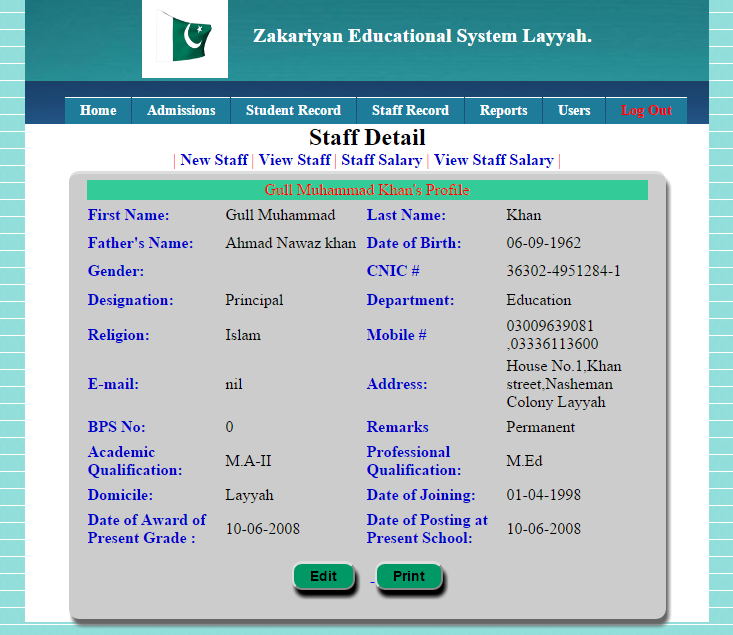 Zakariyan Educational System Layyah.
Home Admissions Student Record Staff Record Reports Users Log Out
Staff Detail
| New Staff | View Staff | Staff Salary | View Staff Salary |
Gull Muhammad Khan's Profile
First Name: Gull Muhammad Last Name: Khan
Father's Name: Ahmad Nawaz khan Date of Birth: 06-09-1962
Gender: CNIC # 36302-4951284-1
Designation: Principal Department: Education
Religion: Islam Mobile # 03009639081
,03336113600
House No.1,Khan
E-mail: nil Address: street,Nasheman
Colony Layyah
BPS No: 0 Remarks Permanent
Academic Professional
Qualification: M.A-II Qualification: M.Ed
Domicile: Layyah Date of Joining: 01-04-1998
Date of Award of Date of Posting at
Present Grade : 10-06-2008 Present School: 10-06-2008
Edit - Print